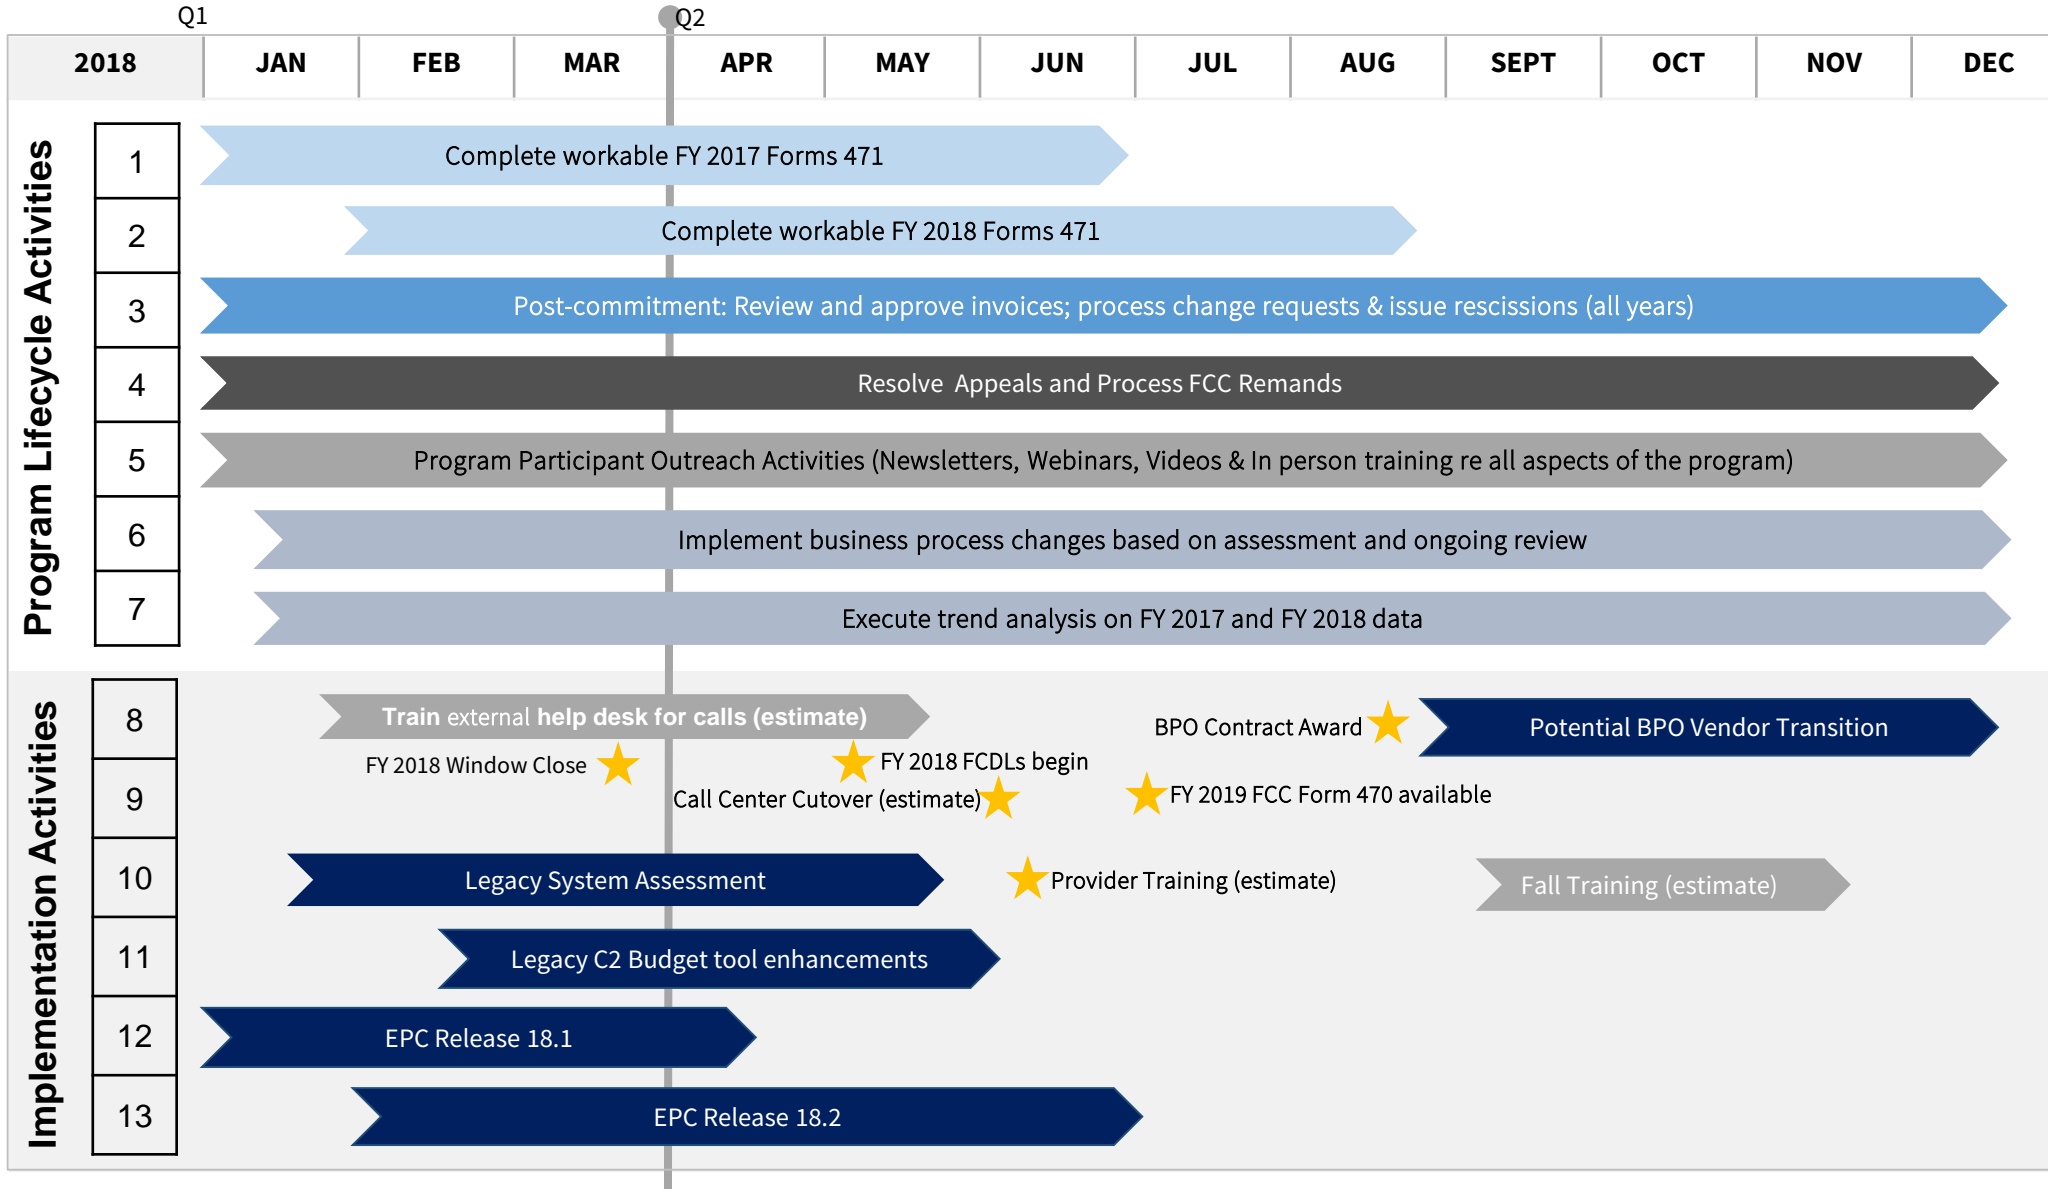 Q1
Q2
2018
JAN
FEB
MAR
APR
MAY
JUN
JUL
AUG
SEPT
OCT
NOV
DEC
Program Lifecycle Activities
1
Complete workable FY 2017 Forms 471
2
Complete workable FY 2018 Forms 471
3
Post-commitment: Review and approve invoices; process change requests & issue rescissions (all years)
4
Resolve  Appeals and Process FCC Remands
5
Program Participant Outreach Activities (Newsletters, Webinars, Videos & In person training re all aspects of the program)
6
Implement business process changes based on assessment and ongoing review
7
Execute trend analysis on FY 2017 and FY 2018 data
Implementation Activities
8
Train external help desk for calls (estimate)
BPO Contract Award
Potential BPO Vendor Transition
FY 2018 Window Close
FY 2018 FCDLs begin
9
Call Center Cutover (estimate)
FY 2019 FCC Form 470 available
10
Legacy System Assessment
Provider Training (estimate)
Fall Training (estimate)
11
Legacy C2 Budget tool enhancements
12
EPC Release 18.1
13
EPC Release 18.2